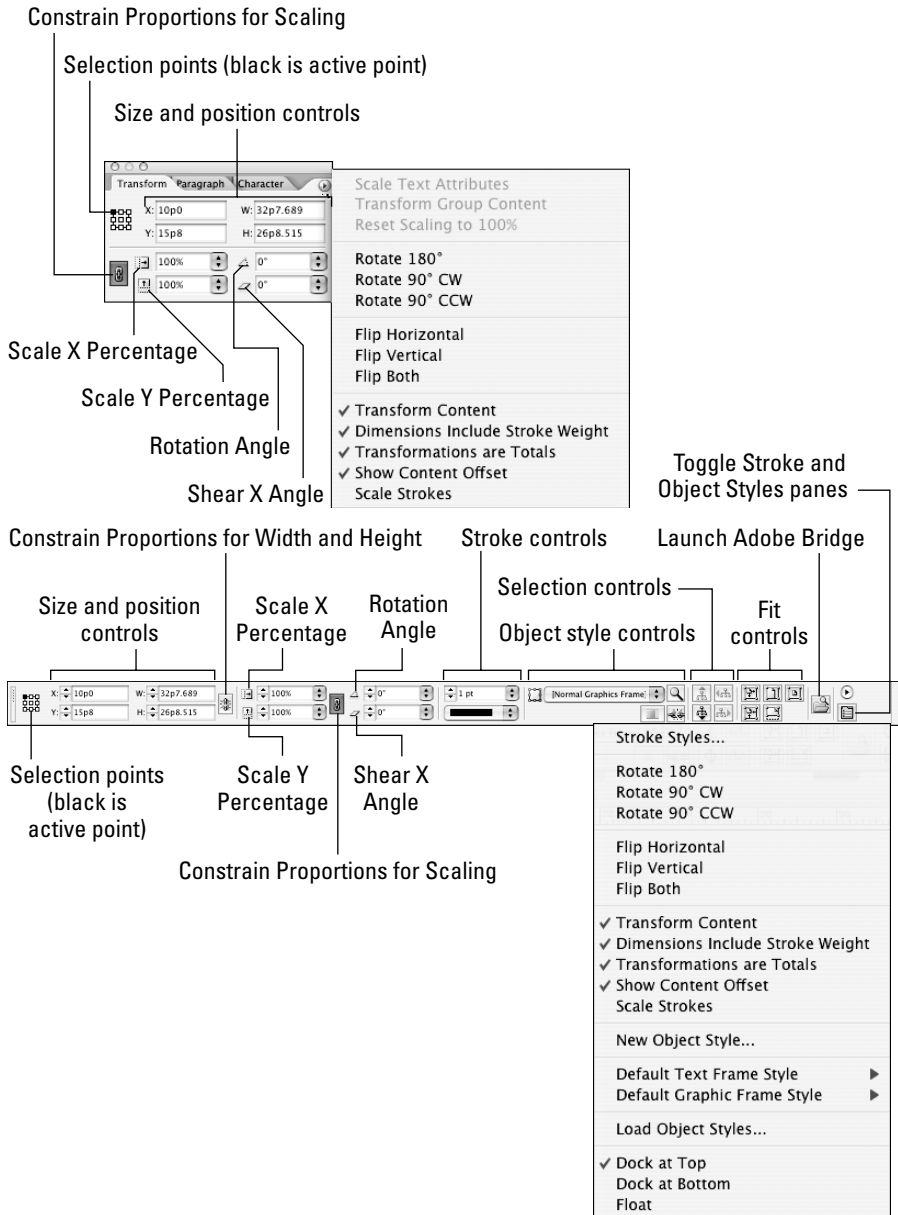 Constrain Proportions for Scaling
Selection points (black is active point)
Size and position controls
Transform Paragraph Character
X: 10p0 W: 32p7.689
Y: 15p8 H: 26p8.515
100% 0°
100% 0°
Scale X Percentage
Scale Y Percentage
Rotation Angle
Shear X Angle
Scale Text Attributes
Transform Group Content
Reset Scaling to 100%
Rotate 180°
Rotate 90° CW
Rotate 90° CCW
Flip Horizontal
Flip Vertical
Flip Both
✓ Transform Content
✓ Dimensions Include Stroke Weight
✓ Transformations are Totals
✓ Show Content Offset
Scale Strokes
Toggle Stroke and
Object Styles panes
Constrain Proportions for Width and Height
Stroke controls
Launch Adobe Bridge
Selection controls
Size and position
controls
Scale X
Percentage
Rotation
Angle
Object style controls
Fit
controls
X: 10p0 W: 32p7.689 100% 0° 1 pt [Normal Graphics Frame]
Y: 15p8 H: 26p8.515 100% 0°
Selection points
(black is
active point)
Scale Y
Percentage
Shear X
Angle
Constrain Proportions for Scaling
Stroke Styles...
Rotate 180°
Rotate 90° CW
Rotate 90° CCW
Flip Horizontal
Flip Vertical
Flip Both
✓ Transform Content
✓ Dimensions Include Stroke Weight
✓ Transformations are Totals
✓ Show Content Offset
Scale Strokes
New Object Style...
Default Text Frame Style
Default Graphic Frame Style
Load Object Styles...
✓ Dock at Top
Dock at Bottom
Float